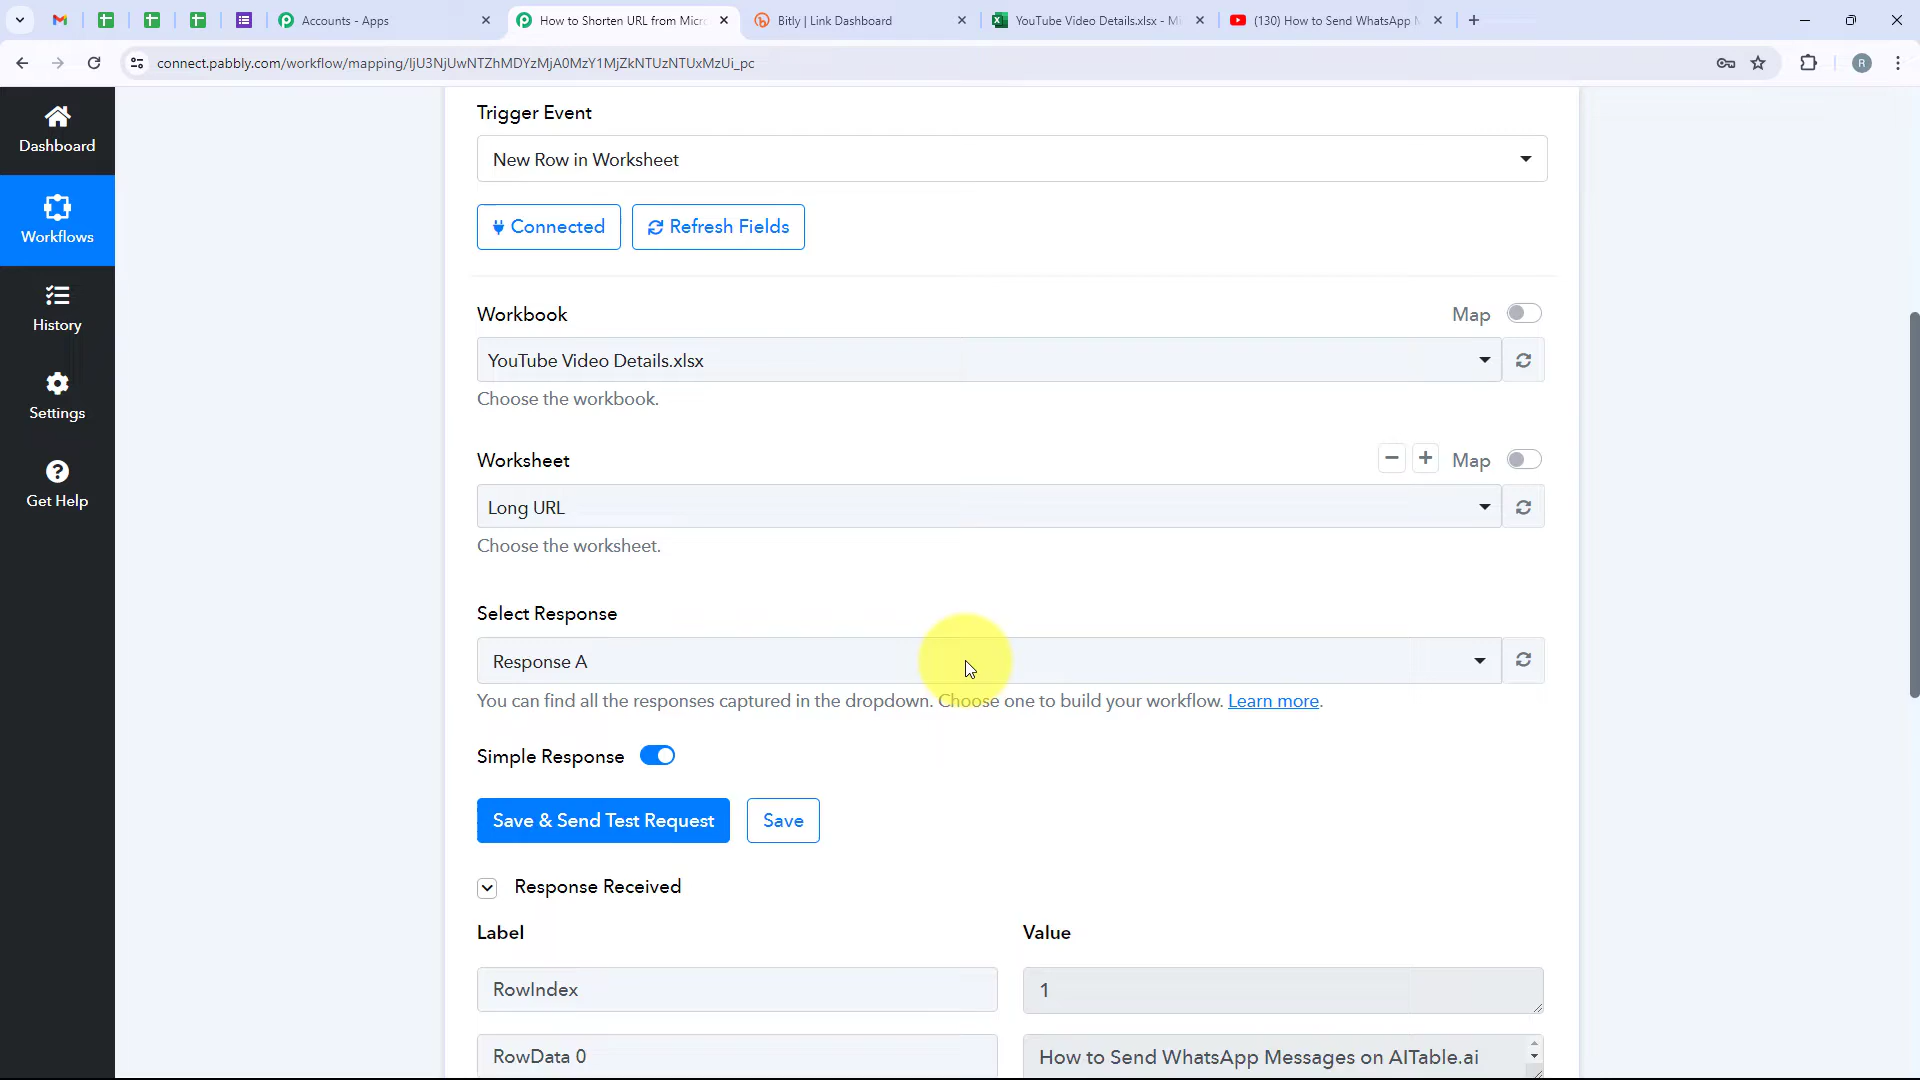 Accounts - Apps
How to Shorten URL from Micr
Bitly | Link Dashboard
YouTube Video Details.xlsx - Mi
(130) How to Send WhatsApp M
connect.pabbly.com/workflow/mapping/IjU3NjUwNTZhMDYzMjA0MzY1MjZkNTUzNTUxMzUi_pc
R
Dashboard
Workflows
History
Settings
Get Help
Trigger Event
New Row in Worksheet
Connected
Refresh Fields
Workbook
Map
YouTube Video Details.xlsx
Choose the workbook.
Worksheet
Map
Long URL
Choose the worksheet.
Select Response
Response A
You can find all the responses captured in the dropdown. Choose one to build your workflow. Learn more.
Simple Response
Save & Send Test Request
Save
Response Received
Label
Value
RowIndex
1
RowData 0
How to Send WhatsApp Messages on AITable.ai